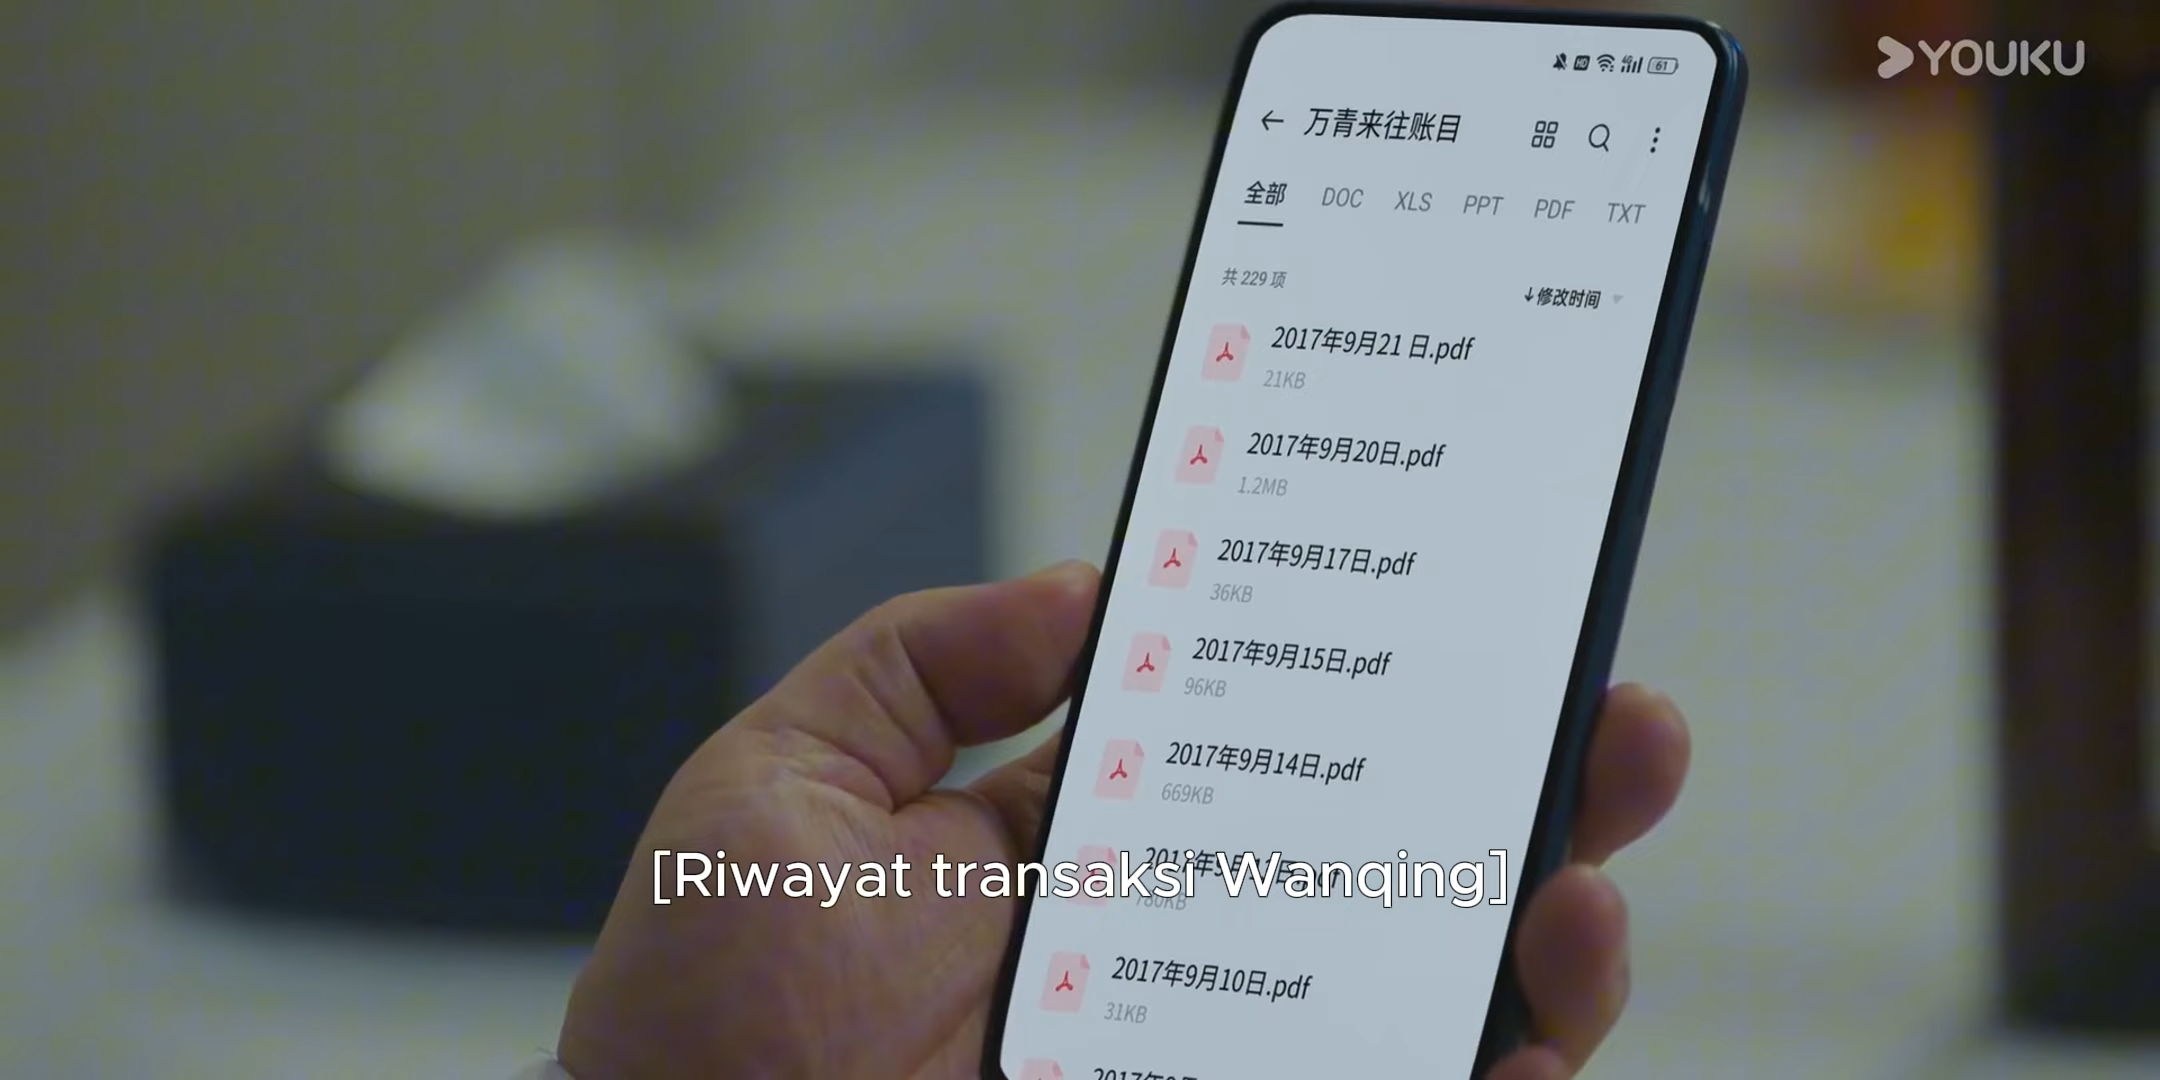 YOUKU
HD 4G 61
万青来往账目
全部 DOC XLS PPT PDF TXT
共 229 项
↓修改时间
2017年9月21日.pdf
21KB
2017年9月20日.pdf
1.2MB
2017年9月17日.pdf
36KB
2017年9月15日.pdf
96KB
2017年9月14日.pdf
669KB
[Riwayat transaksi Wanqing]
780KB
2017年9月10日.pdf
31KB